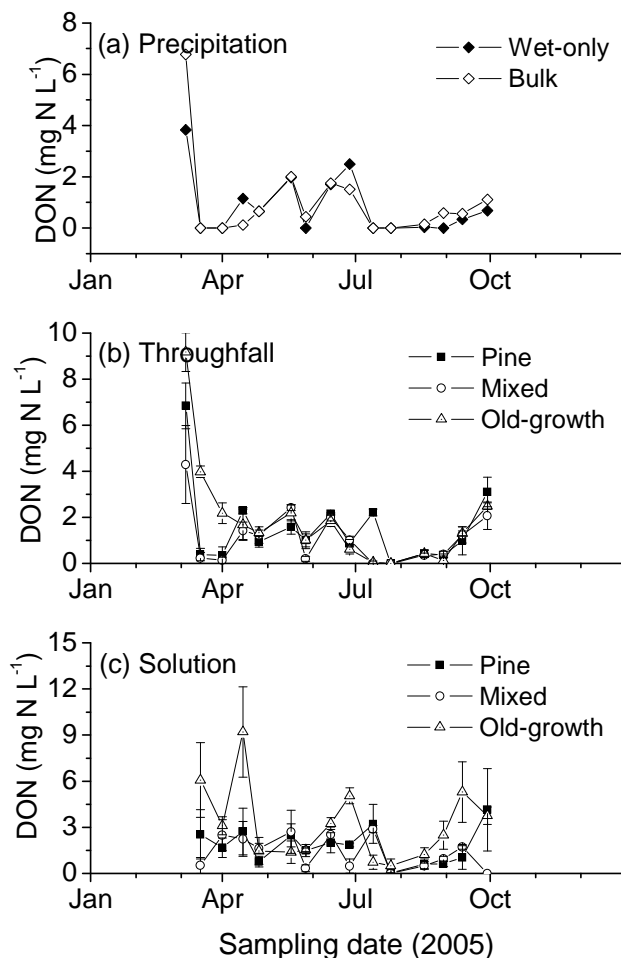 (a) Precipitation
Wet-only
Bulk
DON (mg N L⁻¹)
8
6
4
2
0
Jan
Apr
Jul
Oct
(b) Throughfall
Pine
Mixed
Old-growth
DON (mg N L⁻¹)
10
8
6
4
2
0
Jan
Apr
Jul
Oct
(c) Solution
Pine
Mixed
Old-growth
DON (mg N L⁻¹)
15
12
9
6
3
0
Jan
Apr
Jul
Oct
Sampling date (2005)